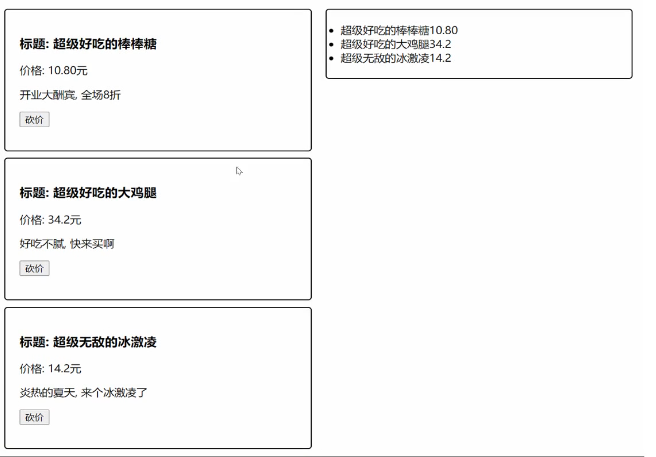 标题: 超级好吃的棒棒糖
价格: 10.80元
开业大酬宾, 全场8折
砍价
标题: 超级好吃的大鸡腿
价格: 34.2元
好吃不腻, 快来买啊
砍价
标题: 超级无敌的冰激凌
价格: 14.2元
炎热的夏天, 来个冰激凌了
砍价
超级好吃的棒棒糖10.80
超级好吃的大鸡腿34.2
超级无敌的冰激凌14.2